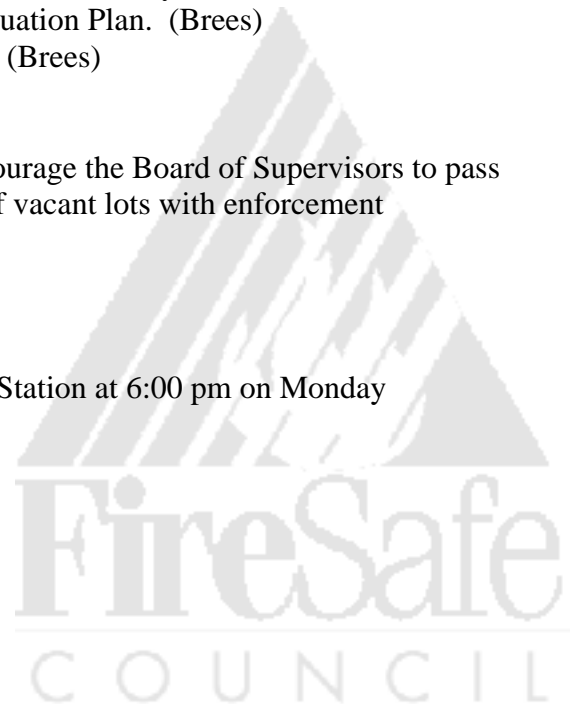 uation Plan. (Brees)
(Brees)
ourage the Board of Supervisors to pass
f vacant lots with enforcement
Station at 6:00 pm on Monday
FireSafe
COUNCIL